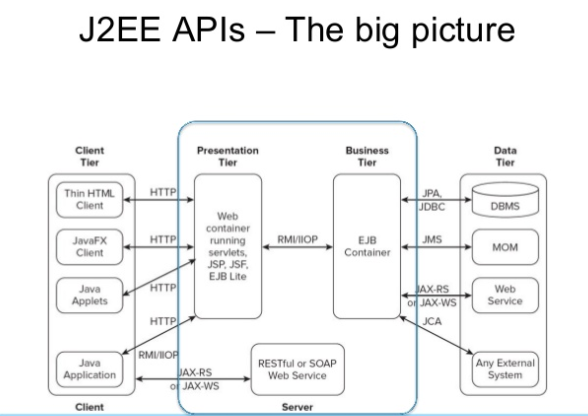 J2EE APIs – The big picture
Client
Tier
Presentation
Tier
Business
Tier
Data
Tier
Thin HTML
Client
HTTP
JavaFX
Client
HTTP
Java
Applets
HTTP
HTTP
RMI/IIOP
Java
Application
JAX-RS
or JAX-WS
Web
container
running
servlets,
JSP, JSF,
EJB Lite
RMI/IIOP
EJB
Container
RESTful or SOAP
Web Service
JPA,
JDBC
DBMS
JMS
MOM
JAX-RS
or JAX-WS
Web
Service
JCA
Any External
System
Client
Server